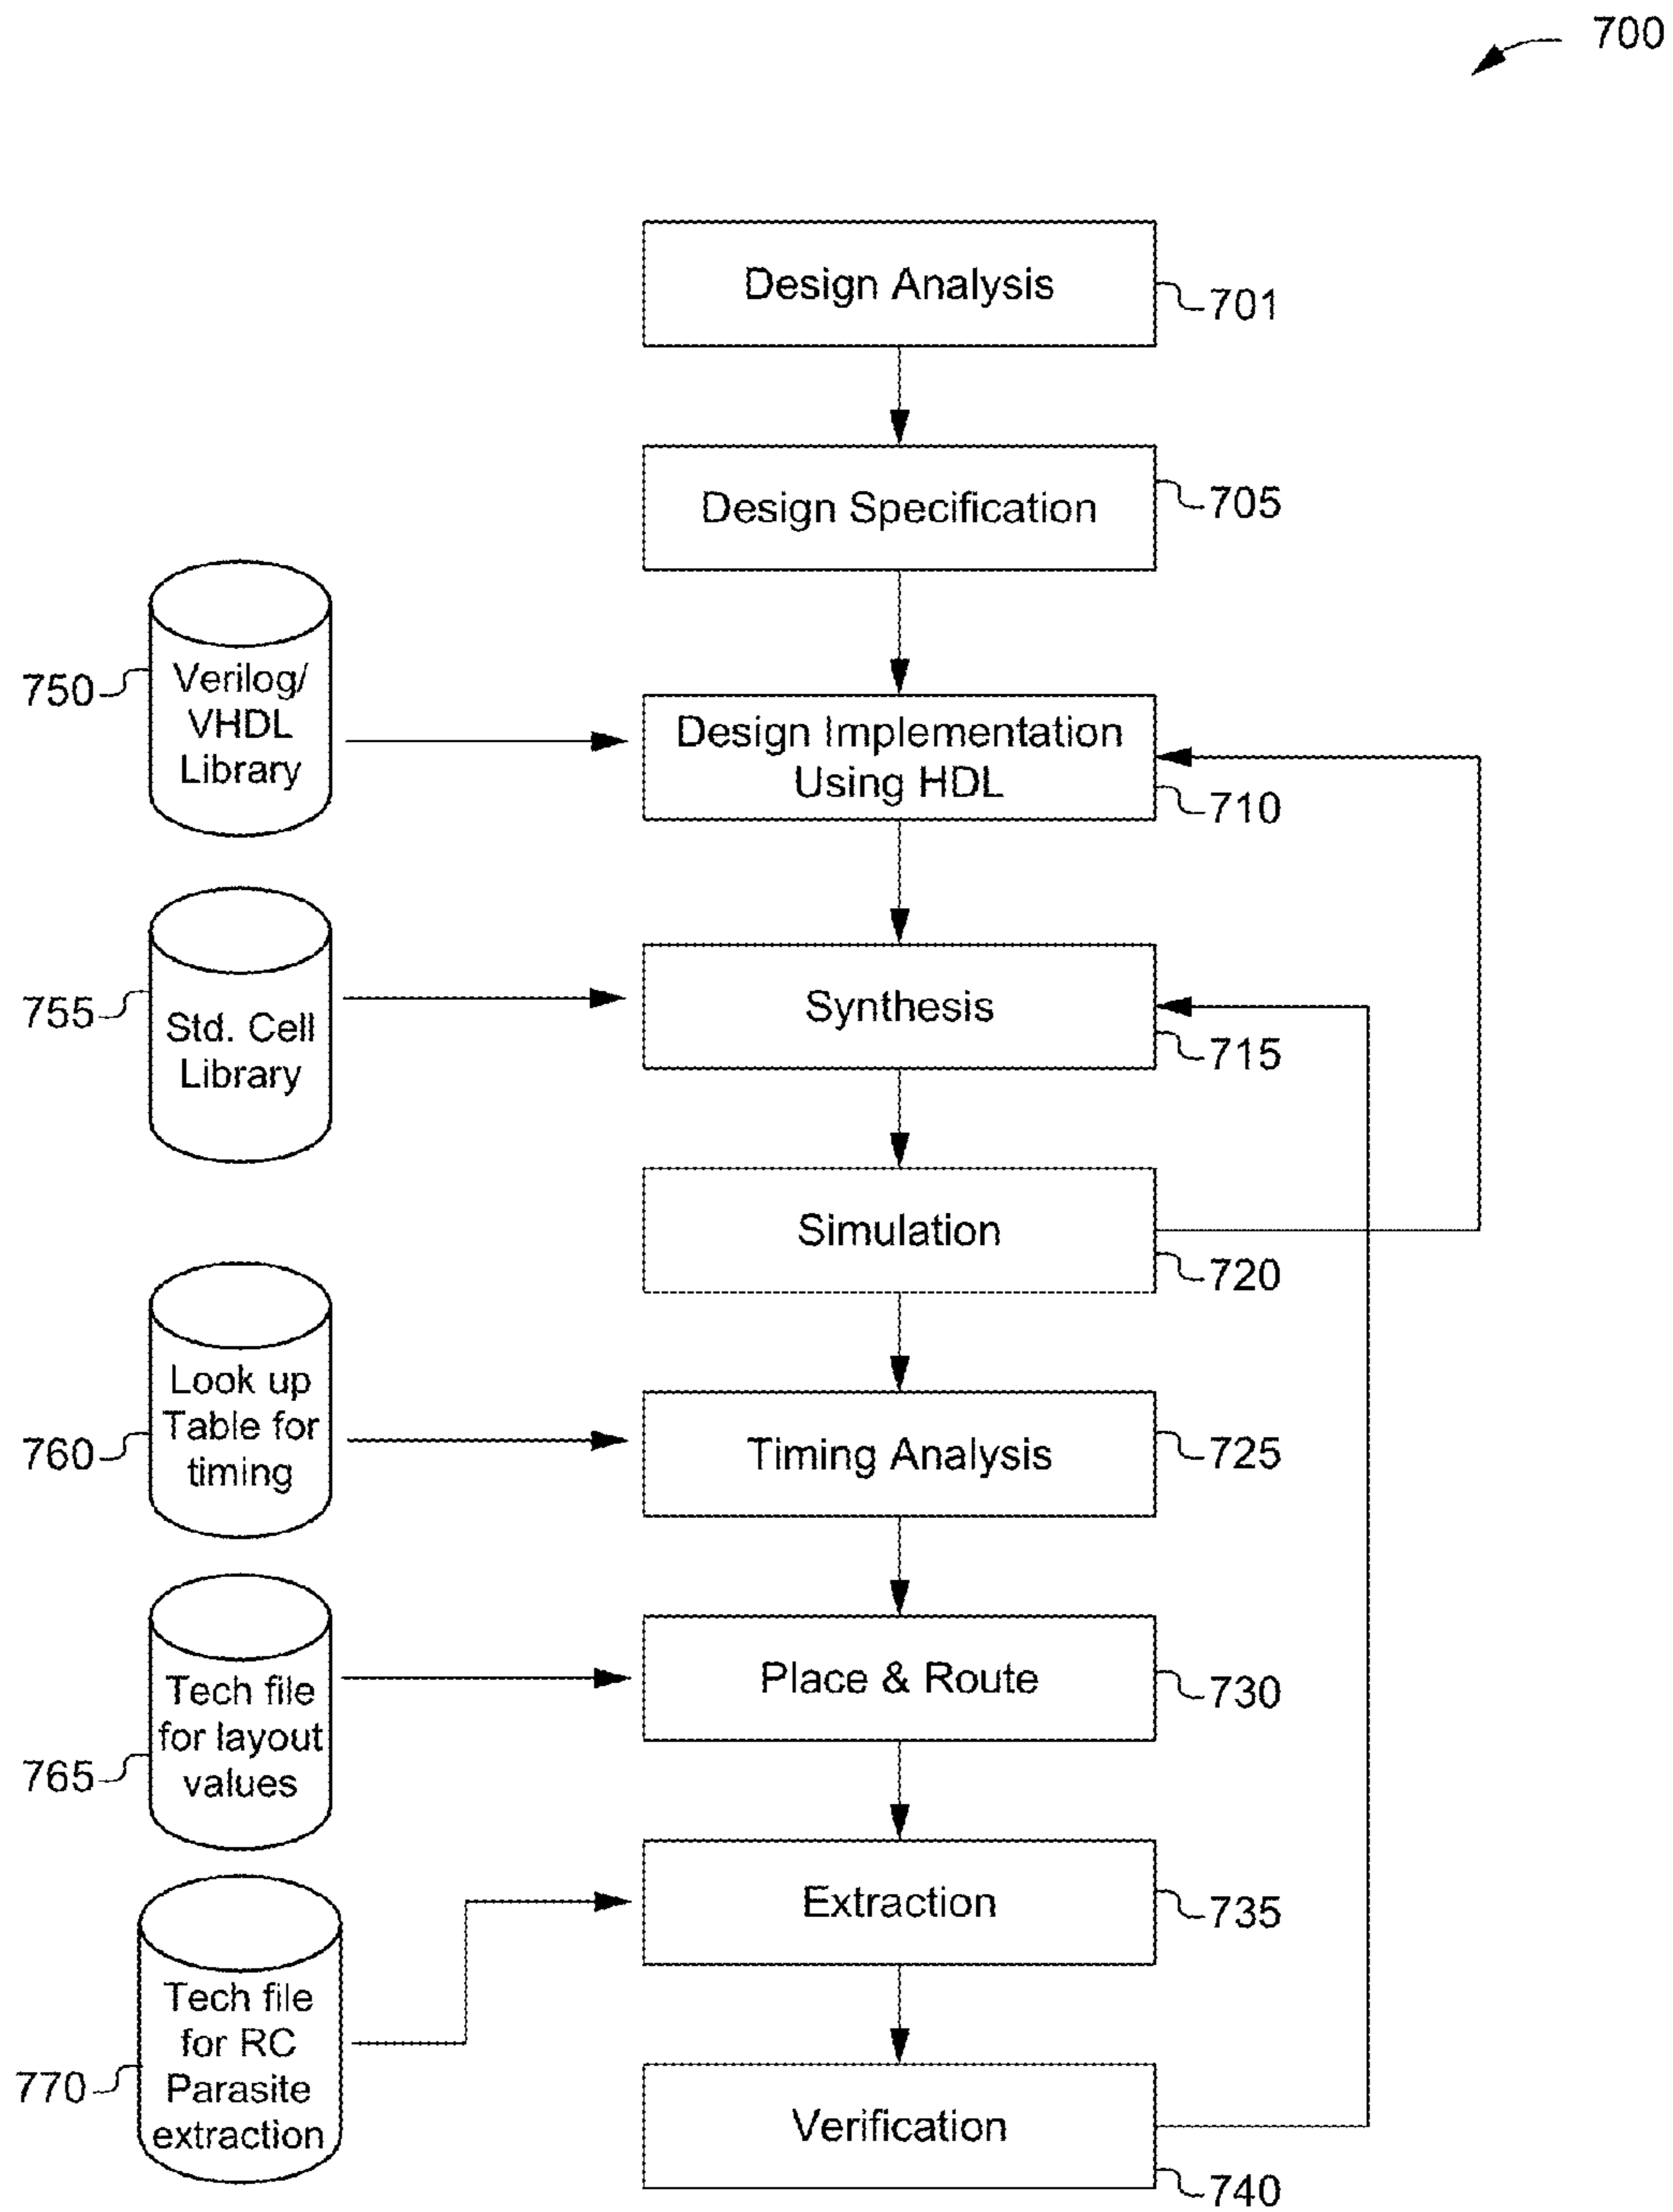 700
Design Analysis
701
Design Specification
705
Verilog/
VHDL
Library
750
Design Implementation
Using HDL
710
Std. Cell
Library
755
Synthesis
715
Simulation
720
Look up
Table for
timing
760
Timing Analysis
725
Tech file
for layout
values
765
Place & Route
730
Extraction
735
Tech file
for RC
Parasite
extraction
770
Verification
740